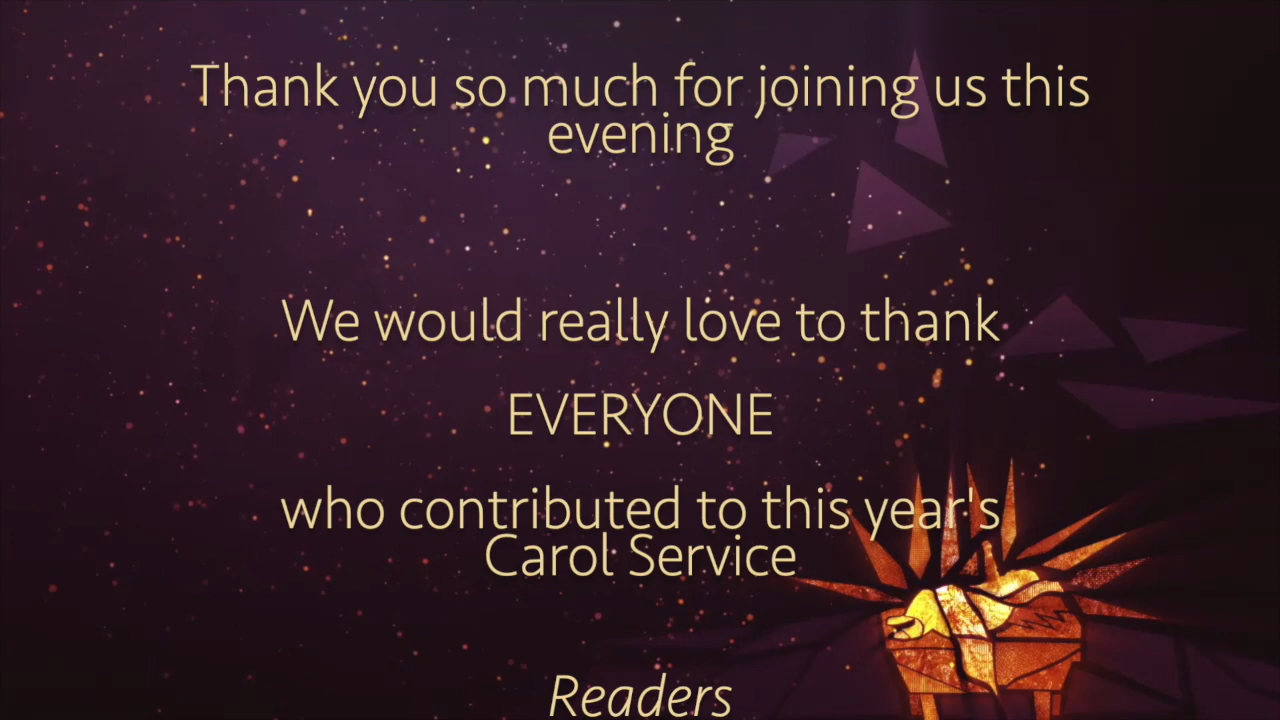 Thank you so much for joining us this
evening
We would really love to thank
EVERYONE
who contributed to this year's
Carol Service
Readers